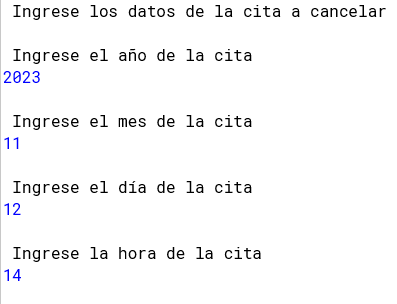 Ingrese los datos de la cita a cancelar
Ingrese el año de la cita
2023
Ingrese el mes de la cita
11
Ingrese el día de la cita
12
Ingrese la hora de la cita
14